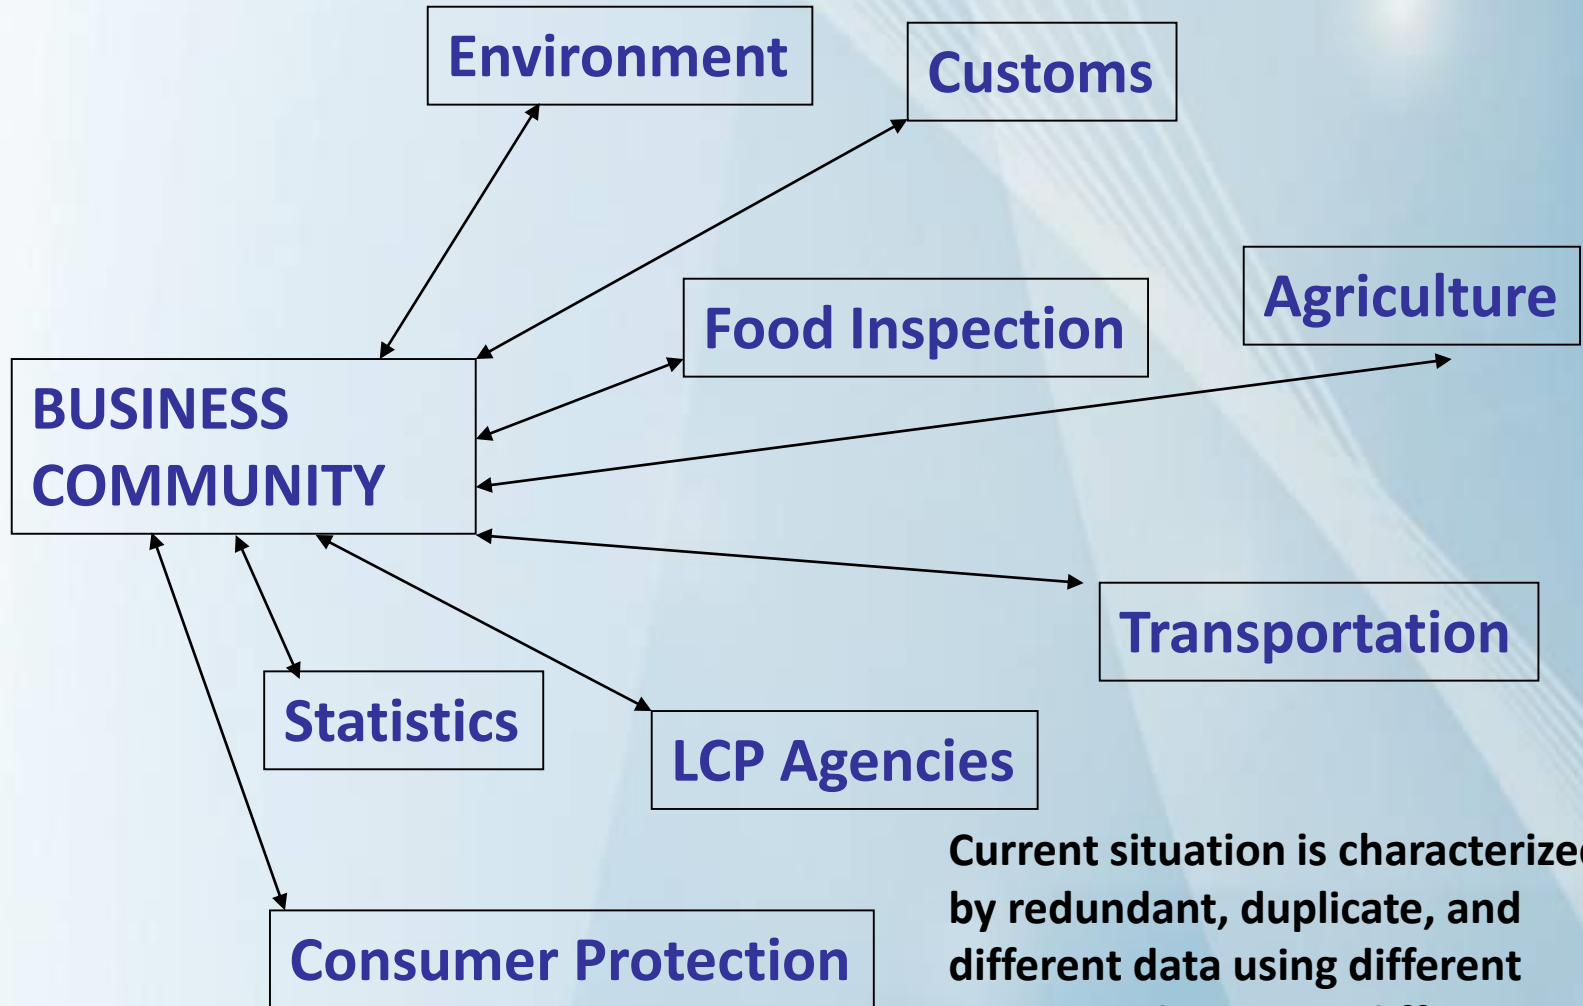 Environment
Customs
Agriculture
Food Inspection
BUSINESS
COMMUNITY
Transportation
Statistics
LCP Agencies
Current situation is characterized
by redundant, duplicate, and
different data using different
Consumer Protection